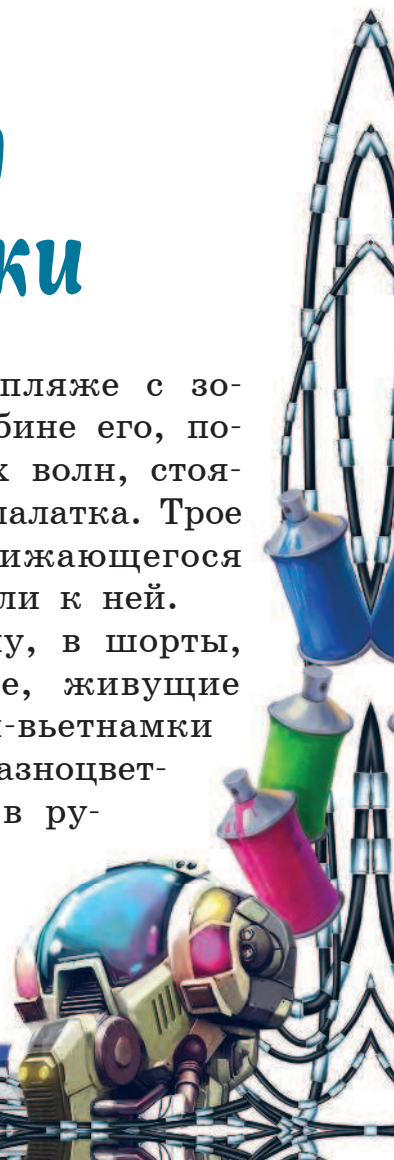 ки
пляже с зо-
бине его, по-
х волн, стоя-
палатка. Трое
ижающегося
ли к ней.
у, в шорты,
е, живущие
-вьетнамки
азноцвет-
в ру-